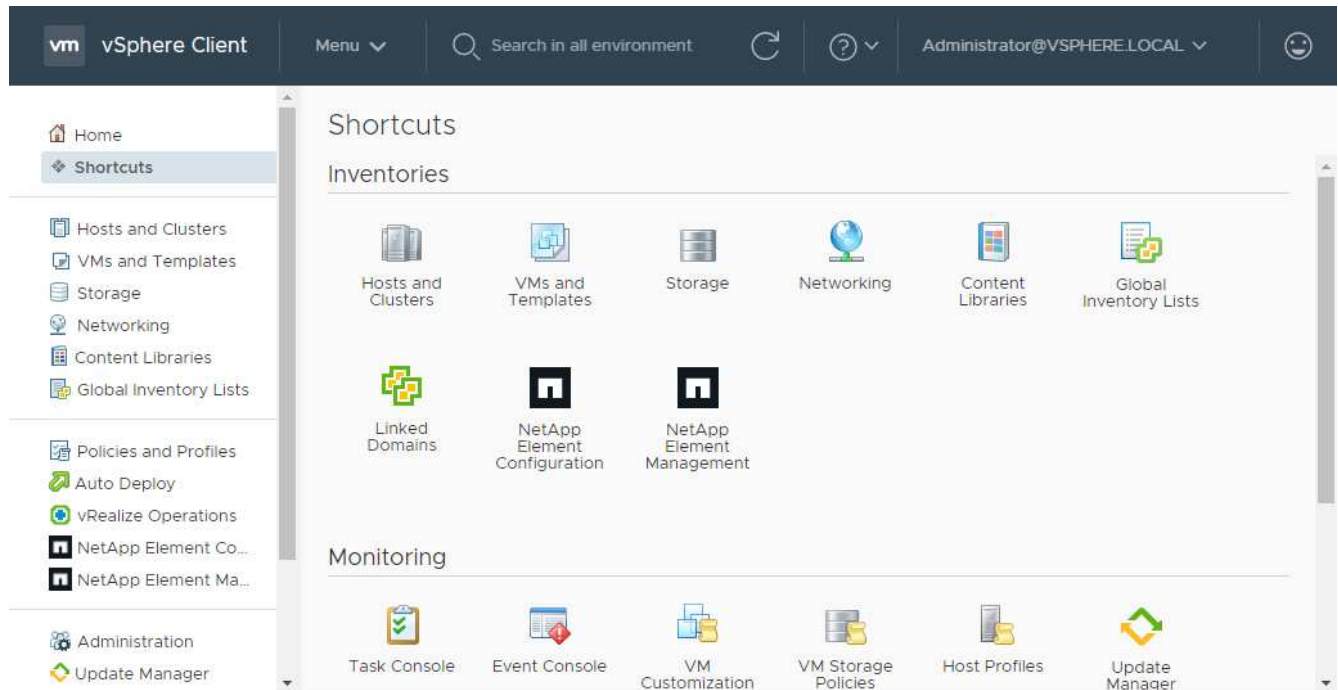 vm vSphere Client Menu Search in all environment Administrator@VSPHERE.LOCAL
Home
Shortcuts
Hosts and Clusters
VMs and Templates
Storage
Networking
Content Libraries
Global Inventory Lists
Policies and Profiles
Auto Deploy
vRealize Operations
NetApp Element Co...
NetApp Element Ma...
Administration
Update Manager
Shortcuts
Inventories
Hosts and
Clusters
VMs and
Templates
Storage
Networking
Content
Libraries
Global
Inventory Lists
Linked
Domains
NetApp
Element
Configuration
NetApp
Element
Management
Monitoring
Task Console
Event Console
VM
Customization
VM Storage
Policies
Host Profiles
Update
Manager